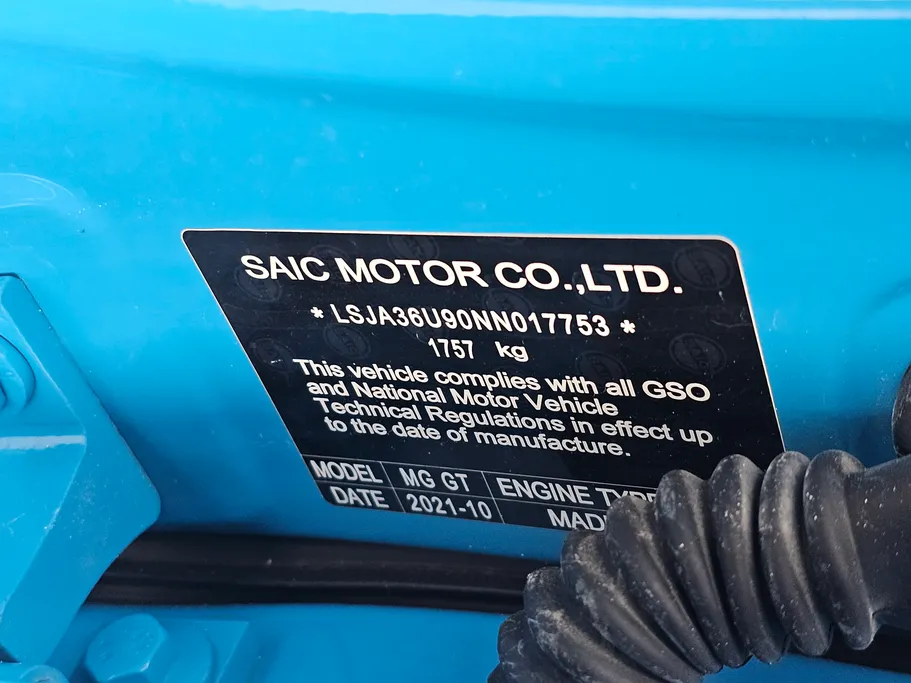 SAIC MOTOR CO.,LTD.
* LSJA36U90NN017753 *
1757 kg
This vehicle complies with all GSO
and National Motor Vehicle
Technical Regulations in effect up
to the date of manufacture.
MODEL MG GT ENGINE TYPE
DATE 2021-10